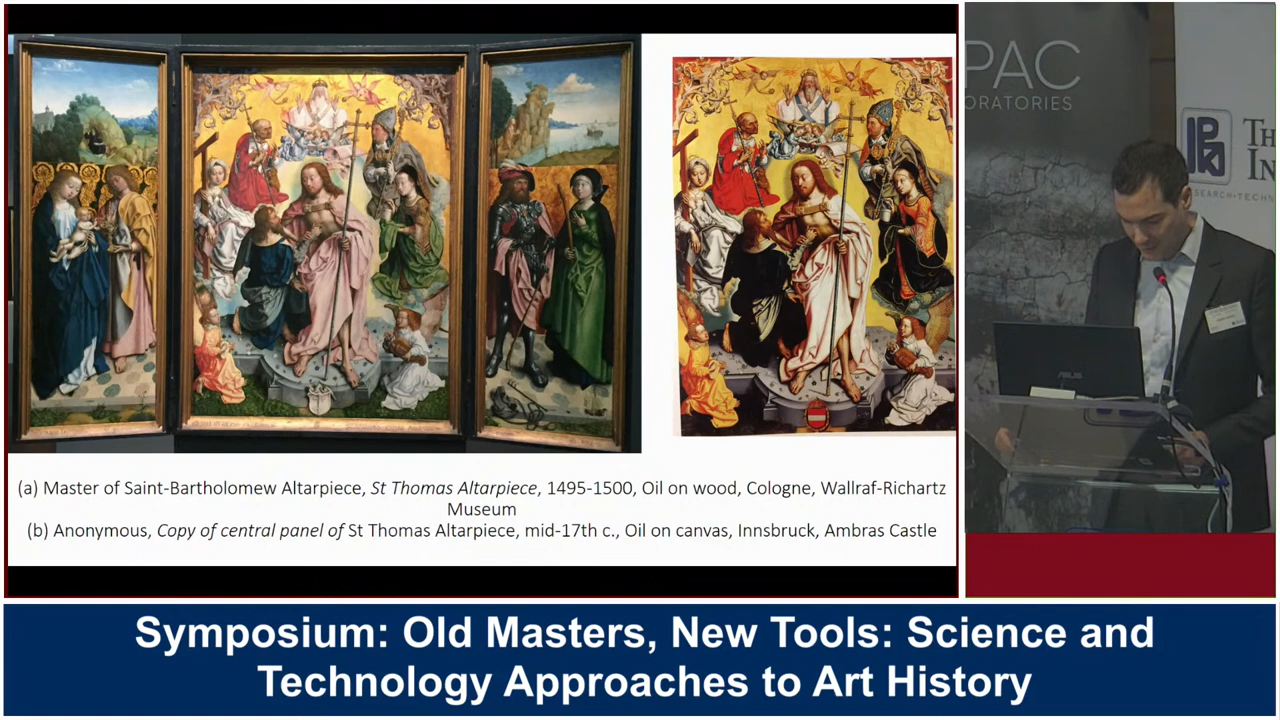 (a) Master of Saint-Bartholomew Altarpiece, St Thomas Altarpiece, 1495-1500, Oil on wood, Cologne, Wallraf-Richartz
Museum
(b) Anonymous, Copy of central panel of St Thomas Altarpiece, mid-17th c., Oil on canvas, Innsbruck, Ambras Castle
PAC
ORATORIES
TH
IN
ASUS
Symposium: Old Masters, New Tools: Science and
Technology Approaches to Art History